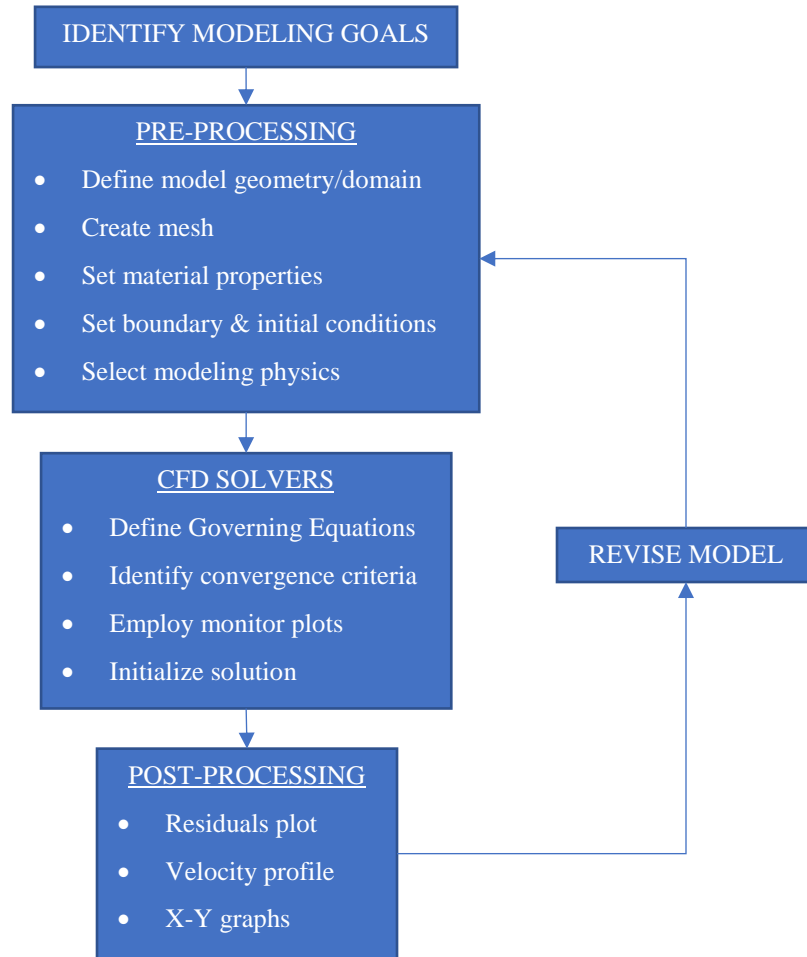 IDENTIFY MODELING GOALS
PRE-PROCESSING
• Define model geometry/domain
• Create mesh
• Set material properties
• Set boundary & initial conditions
• Select modeling physics
CFD SOLVERS
• Define Governing Equations
• Identify convergence criteria
• Employ monitor plots
• Initialize solution
REVISE MODEL
POST-PROCESSING
• Residuals plot
• Velocity profile
• X-Y graphs